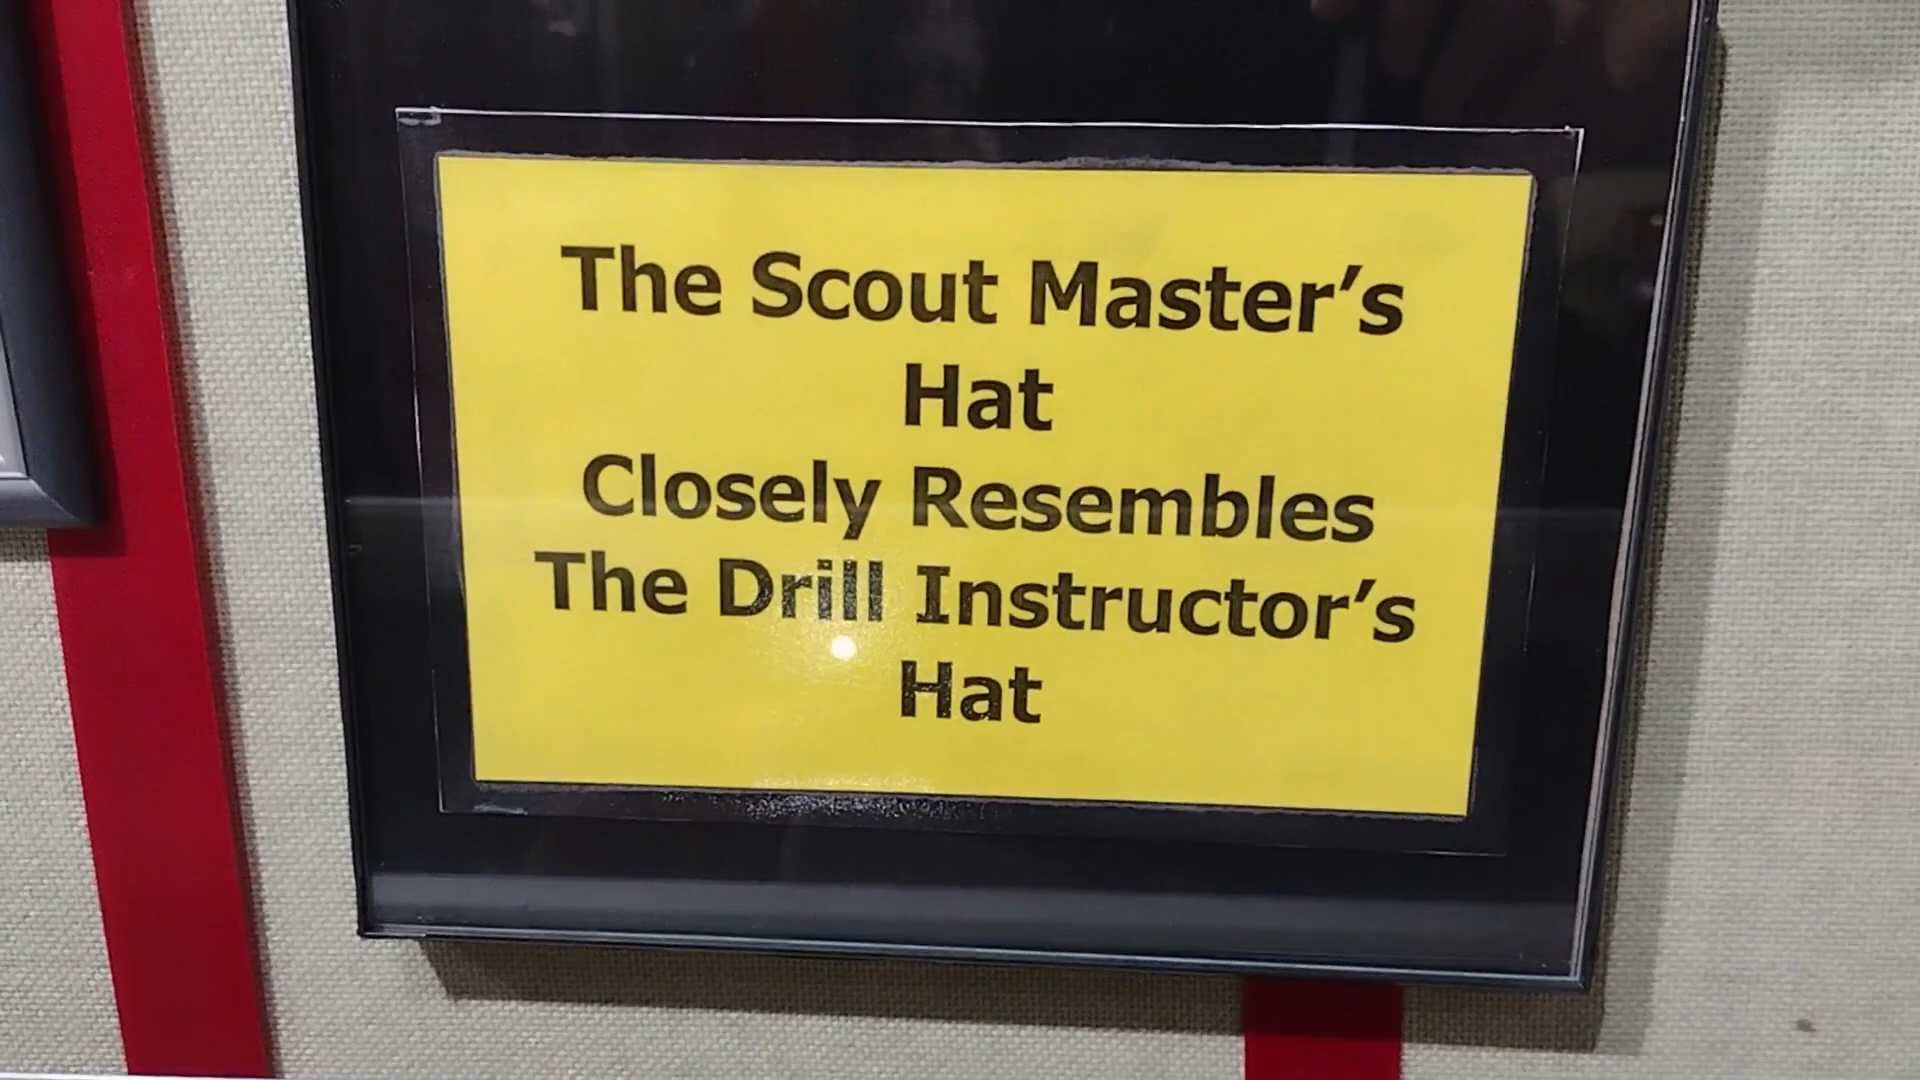 The Scout Master’s
Hat
Closely Resembles
The Drill Instructor’s
Hat